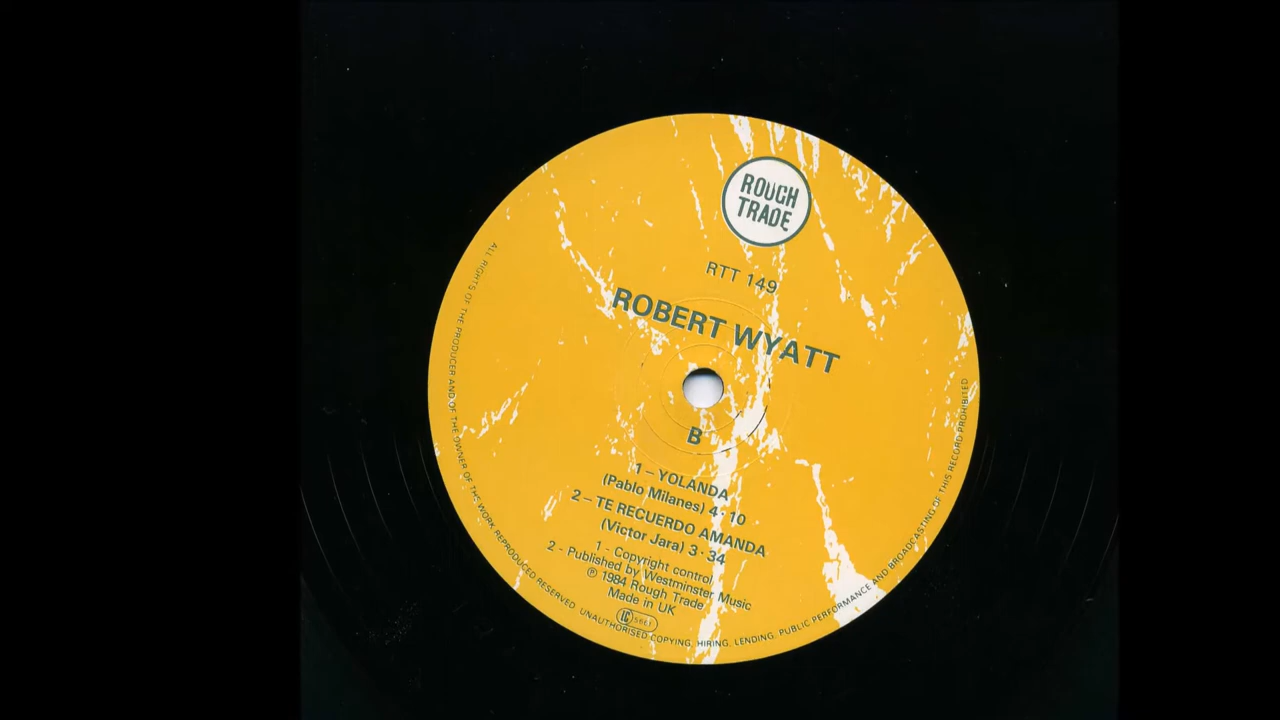 ROUGH
TRADE
RTT 149
ROBERT WYATT
B
1 – YOLANDA
(Pablo Milanes) 4·10
2 – TE RECUERDO AMANDA
(Victor Jara) 3·34
1 - Copyright control,
2 - Published by Westminster Music
℗ 1984 Rough Trade
Made in UK
LC
ALL RIGHTS OF THE PRODUCER AND OF THE OWNER OF THE WORK REPRODUCED RESERVED UNAUTHORISED COPYING, HIRING, LENDING, PUBLIC PERFORMANCE AND BROADCASTING OF THIS RECORD PROHIBITED